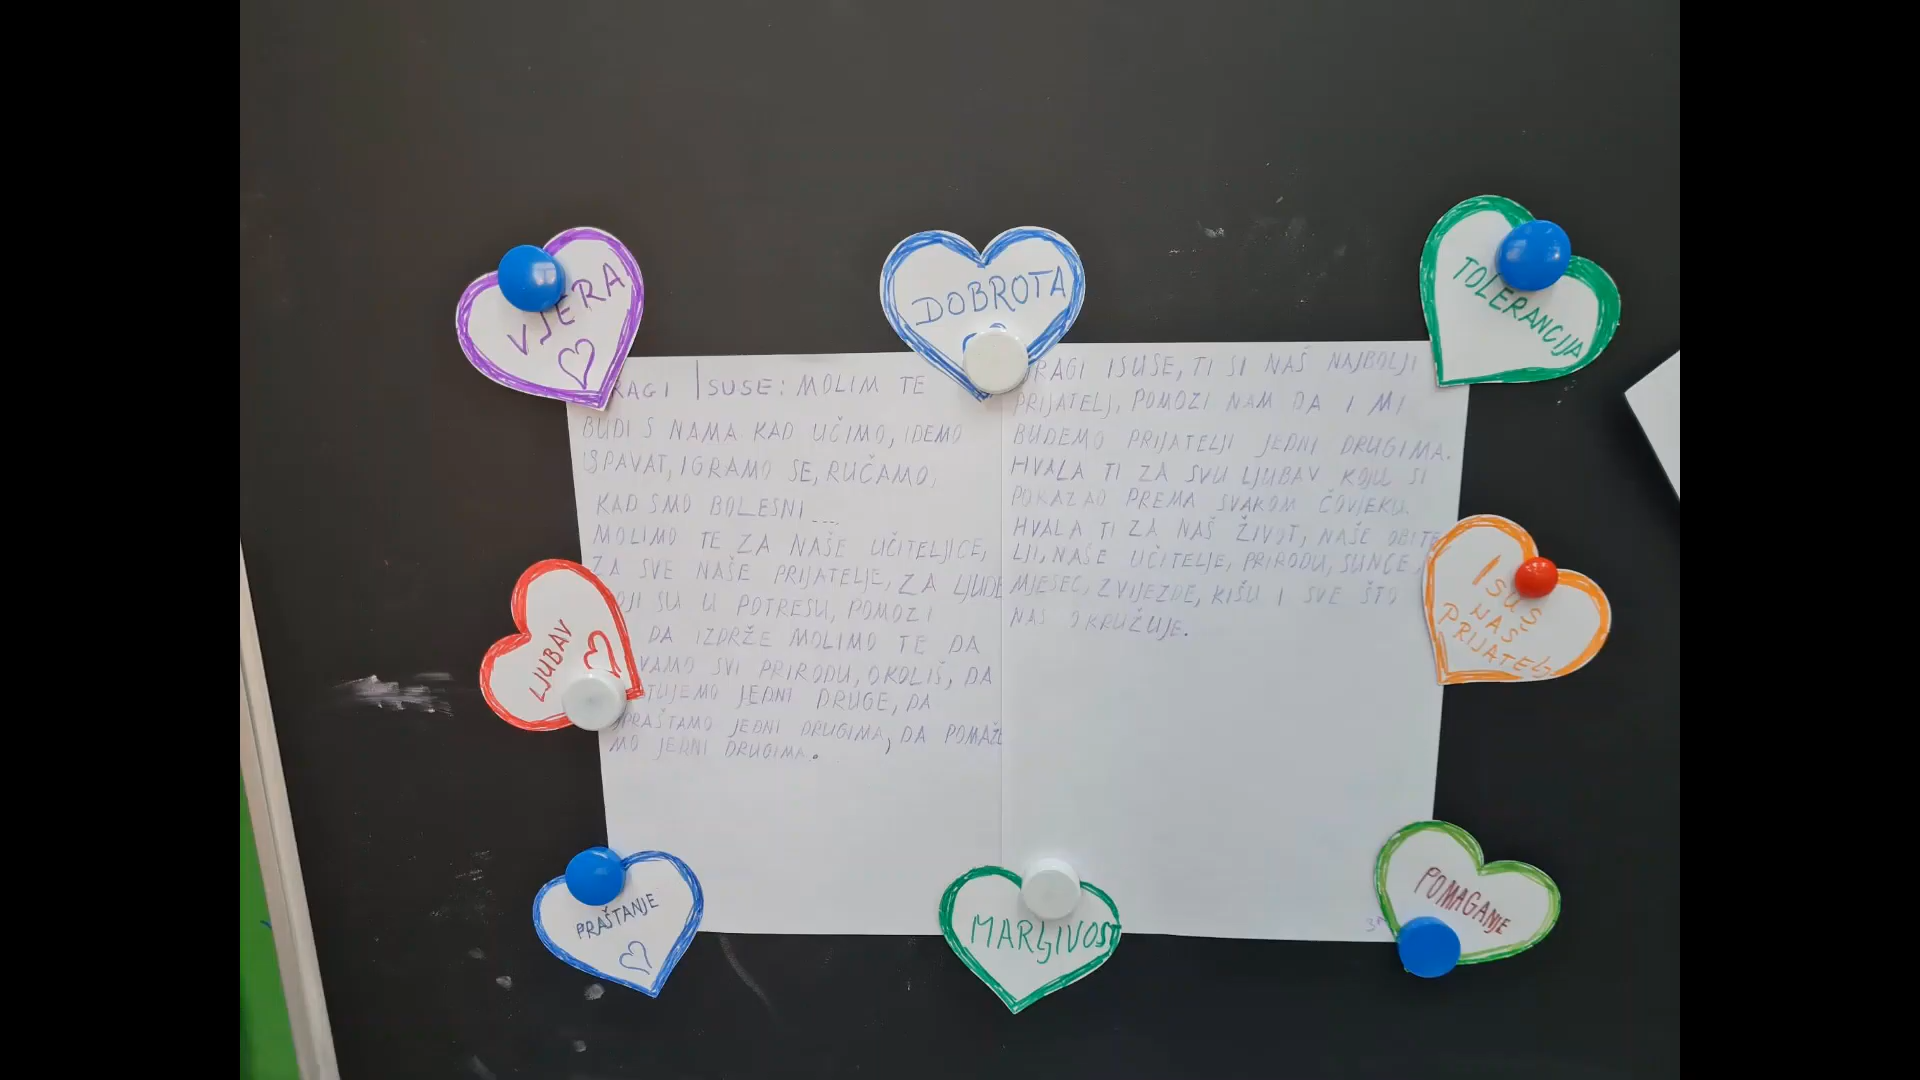 VJERA
DOBROTA
TOLERANCIJA
RAGI ISUSE: MOLIM TE
BUDI S NAMA KAD UČIMO, IDEMO
SPAVAT, IGRAMO SE, RUČAMO,
KAD SMO BOLESNI ...
MOLIMO TE ZA NAŠE UČITELJICE,
ZA SVE NAŠE PRIJATELJE, ZA LJUDE
OJI SU U POTRESU, POMOZI
DA IZDRŽE MOLIMO TE DA
VAMO SVI PRIRODU, OKOLIŠ, DA
TUJEMO JEDNI DRUGE, DA
PRAŠTAMO JEDNI DRUGIMA, DA POMAŽE
MO JEDNI DRUGIMA.
DRAGI ISUSE, TI SI NAŠ NAJBOLJI
PRIJATELJ, POMOZI NAM DA I MI
BUDEMO PRIJATELJI JEDNI DRUGIMA.
HVALA TI ZA SVU LJUBAV KOJU SI
POKAZAO PREMA SVAKOM ČOVJEKU.
HVALA TI ZA NAŠ ŽIVOT, NAŠE OBITE
LJI, NAŠE UČITELJE, PRIRODU, SUNCE,
MJESEC, ZVIJEZDE, KIŠU I SVE ŠTO
NAS OKRUŽUJE.
LJUBAV
ISUS
NAŠ
PRIJATELJ
PRAŠTANJE
MARLJIVOST
POMAGANJE